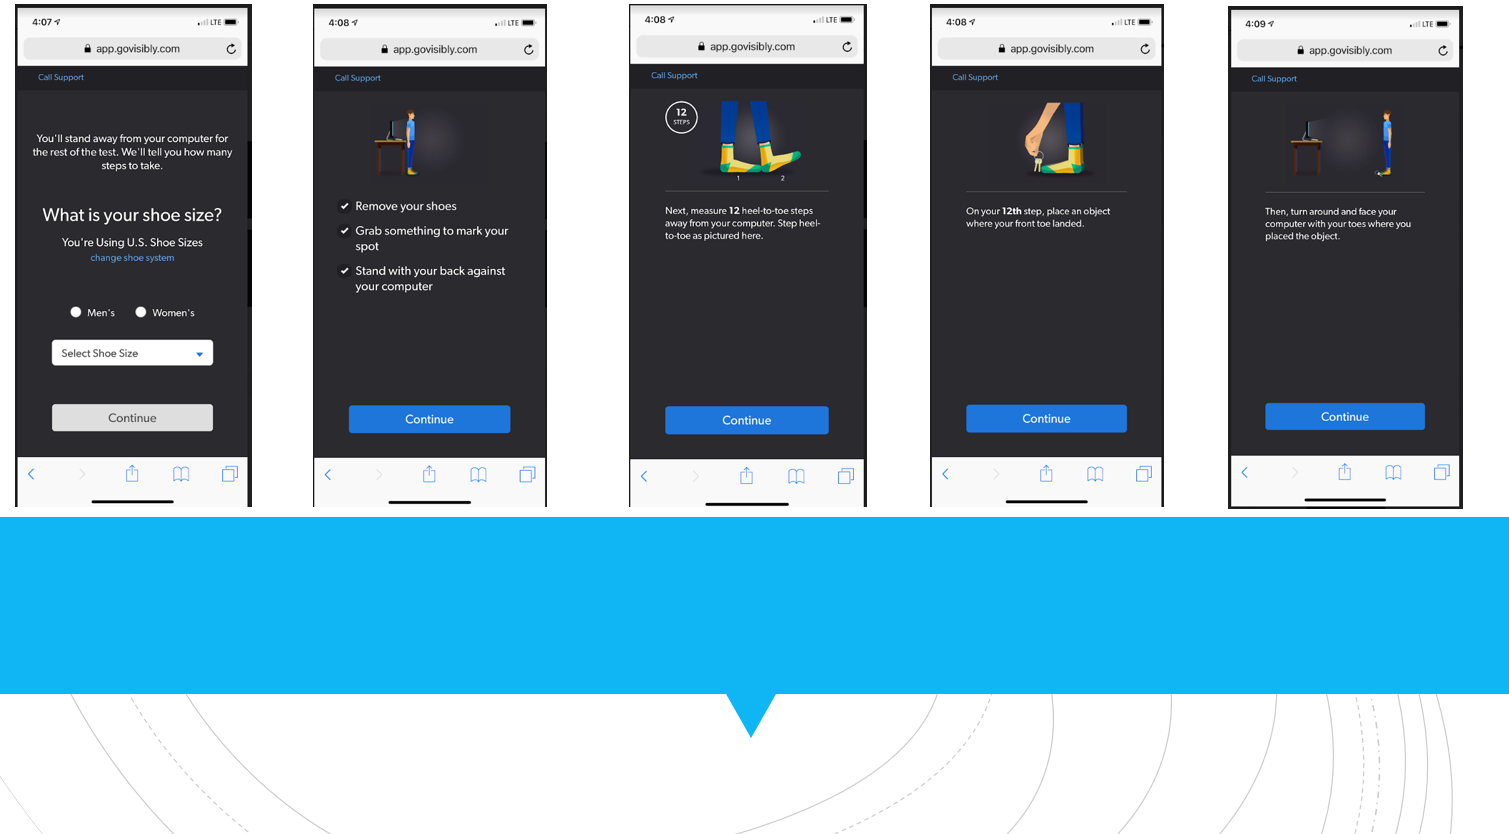 4:07
LTE
app.govisibly.com
Call Support
You'll stand away from your computer for
the rest of the test. We'll tell you how many
steps to take.
What is your shoe size?
You're Using U.S. Shoe Sizes
change shoe system
Men's
Women's
Select Shoe Size
Continue
4:08
LTE
app.govisibly.com
Call Support
Remove your shoes
Grab something to mark your
spot
Stand with your back against
your computer
Continue
4:08
LTE
app.govisibly.com
Call Support
12
STEPS
1 2
Next, measure 12 heel-to-toe steps
away from your computer. Step heel-
to-toe as pictured here.
Continue
4:08
LTE
app.govisibly.com
Call Support
On your 12th step, place an object
where your front toe landed.
Continue
4:09
LTE
app.govisibly.com
Call Support
Then, turn around and face your
computer with your toes where you
placed the object.
Continue